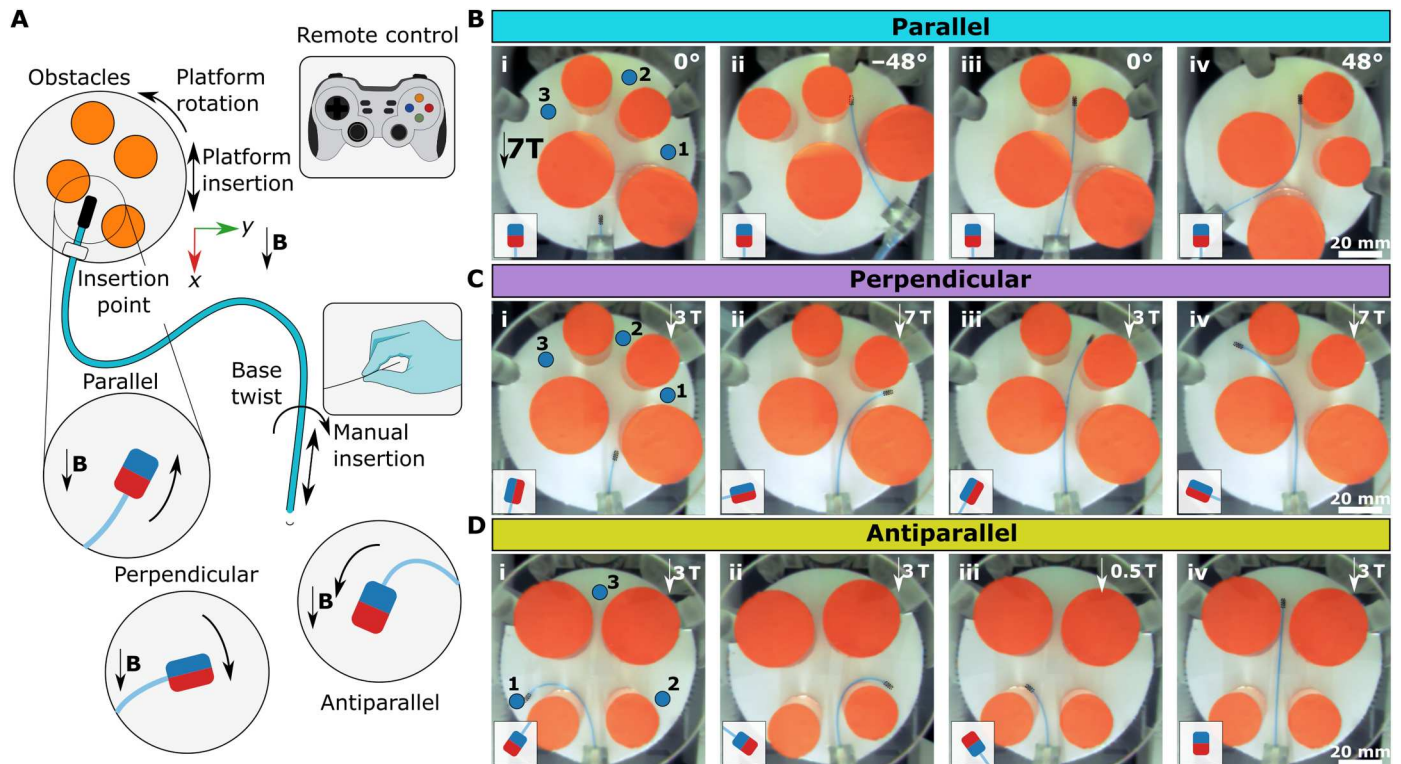 A
Remote control
Obstacles
Platform
rotation
Platform
insertion
y
x
B
Insertion
point
Parallel
B
Base
twist
Manual
insertion
Perpendicular
B
B
Antiparallel
B
Parallel
i
0°
2
3
7T
1
ii
−48°
iii
0°
iv
48°
20 mm
C
Perpendicular
i
3 T
2
3
1
ii
7 T
iii
3 T
iv
7 T
20 mm
D
Antiparallel
i
3 T
3
1
2
ii
3 T
iii
0.5 T
iv
3 T
20 mm